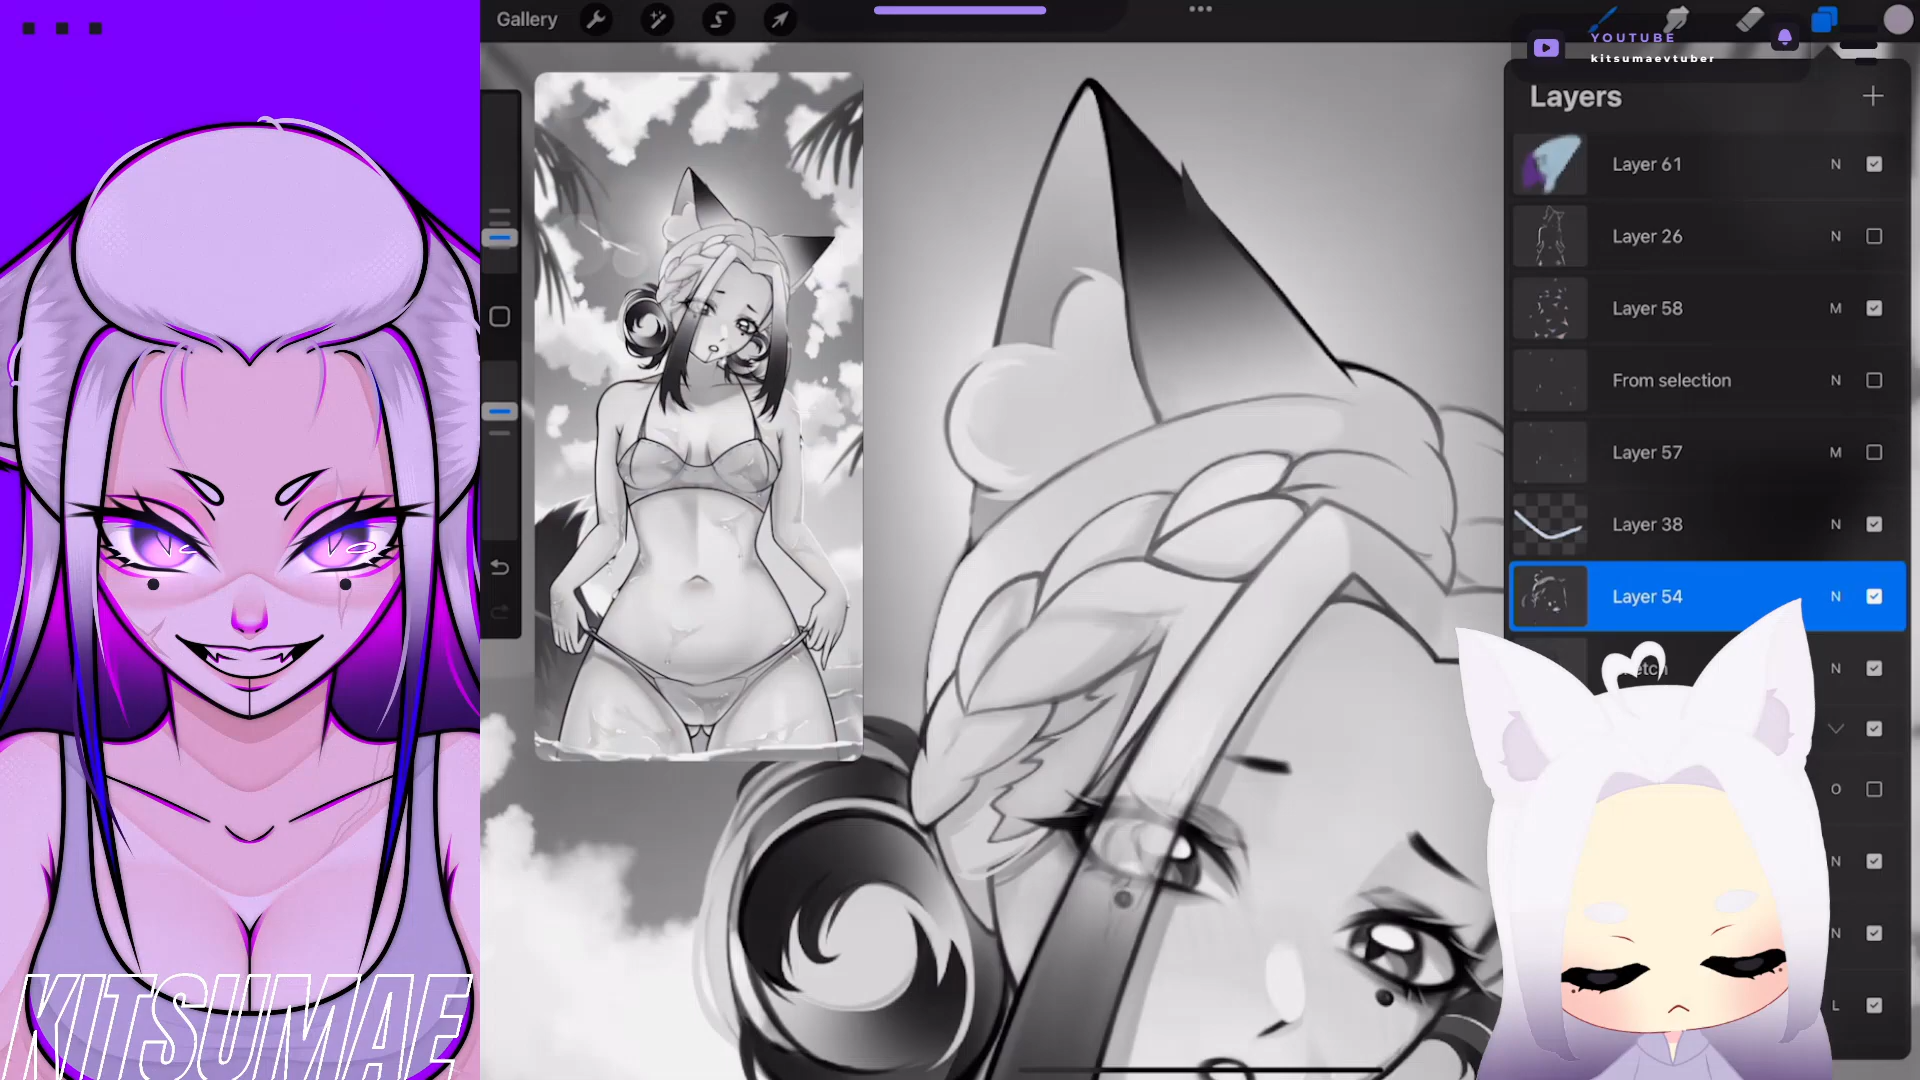 Gallery
YOUTUBE
kitsumaevtuber
Layers
Layer 61 N
Layer 26 N
Layer 58 M
From selection N
Layer 57 M
Layer 38 N
Layer 54 N
N
O
N
N
L
KITSUMAE